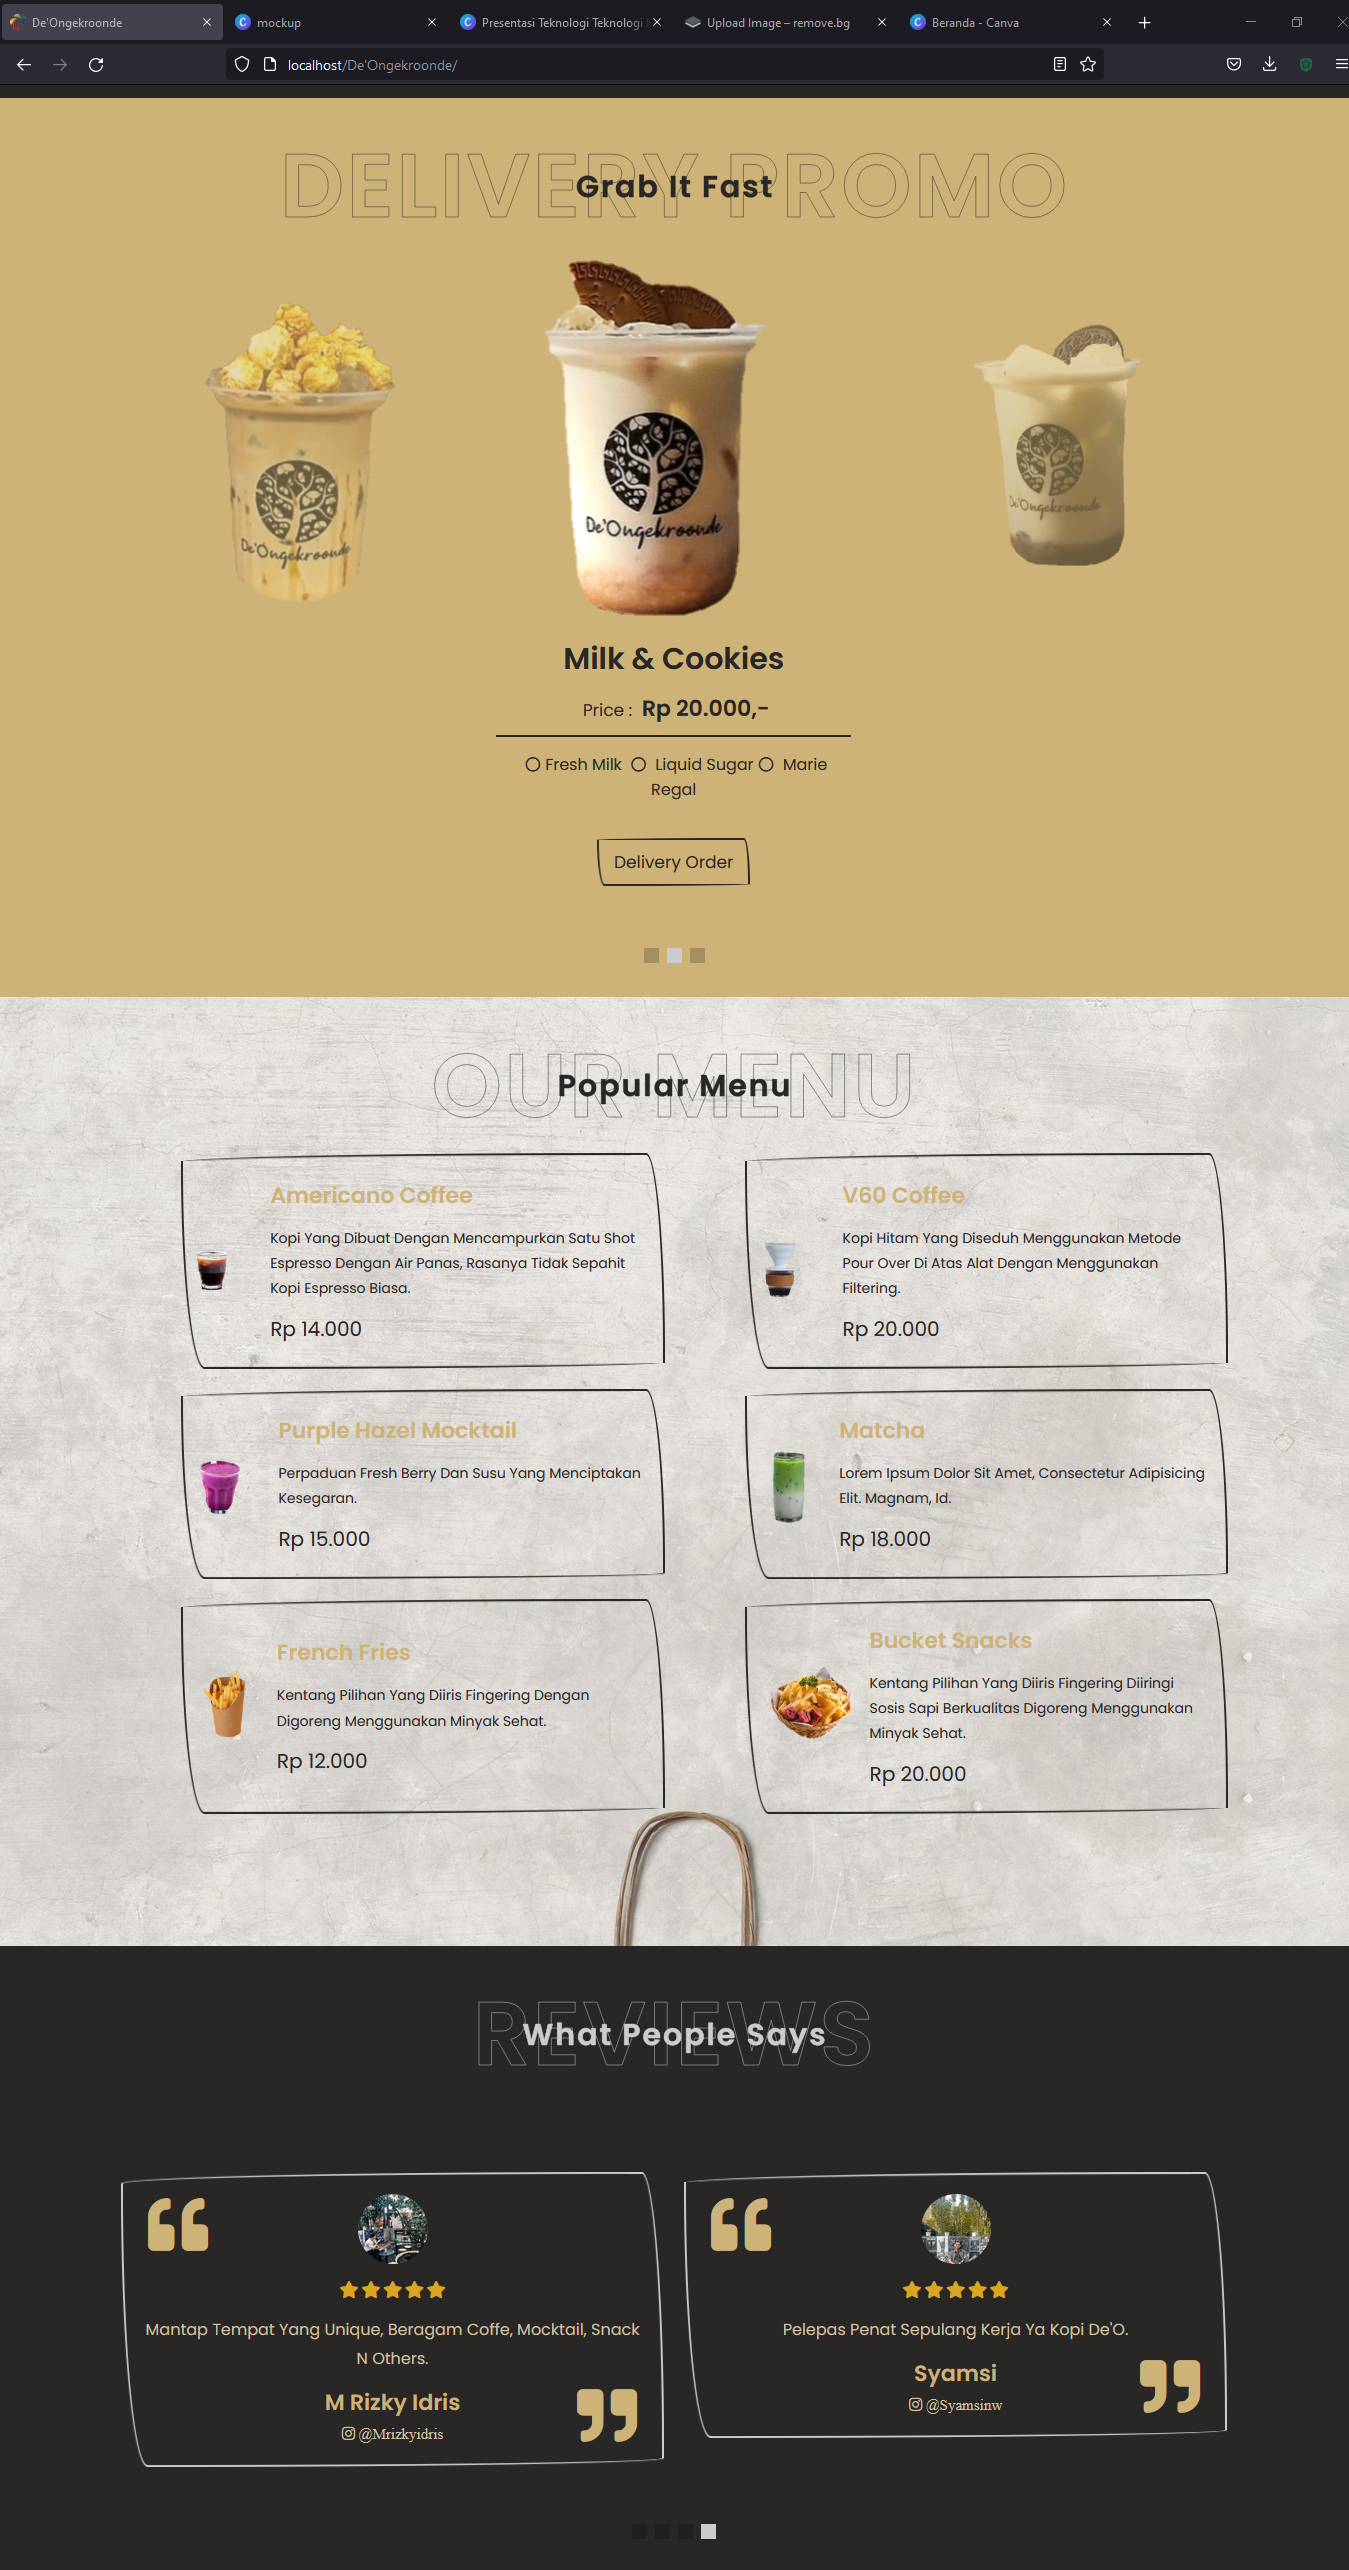 De'Ongekroonde
mockup
Presentasi Teknologi Teknologi
Upload Image – remove.bg
Beranda - Canva
localhost/De'Ongekroonde/
DELIVERY PROMO
Grab It Fast
De'Ongekroonde
De'Ongekroonde
De'Ongekroonde
Milk & Cookies
Price : Rp 20.000,-
Fresh Milk Liquid Sugar Marie
Regal
Delivery Order
OUR MENU
Popular Menu
Americano Coffee
Kopi Yang Dibuat Dengan Mencampurkan Satu Shot
Espresso Dengan Air Panas, Rasanya Tidak Sepahit
Kopi Espresso Biasa.
Rp 14.000
V60 Coffee
Kopi Hitam Yang Diseduh Menggunakan Metode
Pour Over Di Atas Alat Dengan Menggunakan
Filtering.
Rp 20.000
Purple Hazel Mocktail
Perpaduan Fresh Berry Dan Susu Yang Menciptakan
Kesegaran.
Rp 15.000
Matcha
Lorem Ipsum Dolor Sit Amet, Consectetur Adipisicing
Elit. Magnam, Id.
Rp 18.000
French Fries
Kentang Pilihan Yang Diiris Fingering Dengan
Digoreng Menggunakan Minyak Sehat.
Rp 12.000
Bucket Snacks
Kentang Pilihan Yang Diiris Fingering Diiringi
Sosis Sapi Berkualitas Digoreng Menggunakan
Minyak Sehat.
Rp 20.000
REVIEWS
What People Says
Mantap Tempat Yang Unique, Beragam Coffe, Mocktail, Snack
N Others.
M Rizky Idris
@Mrizkyidris
Pelepas Penat Sepulang Kerja Ya Kopi De'O.
Syamsi
@Syamsinw